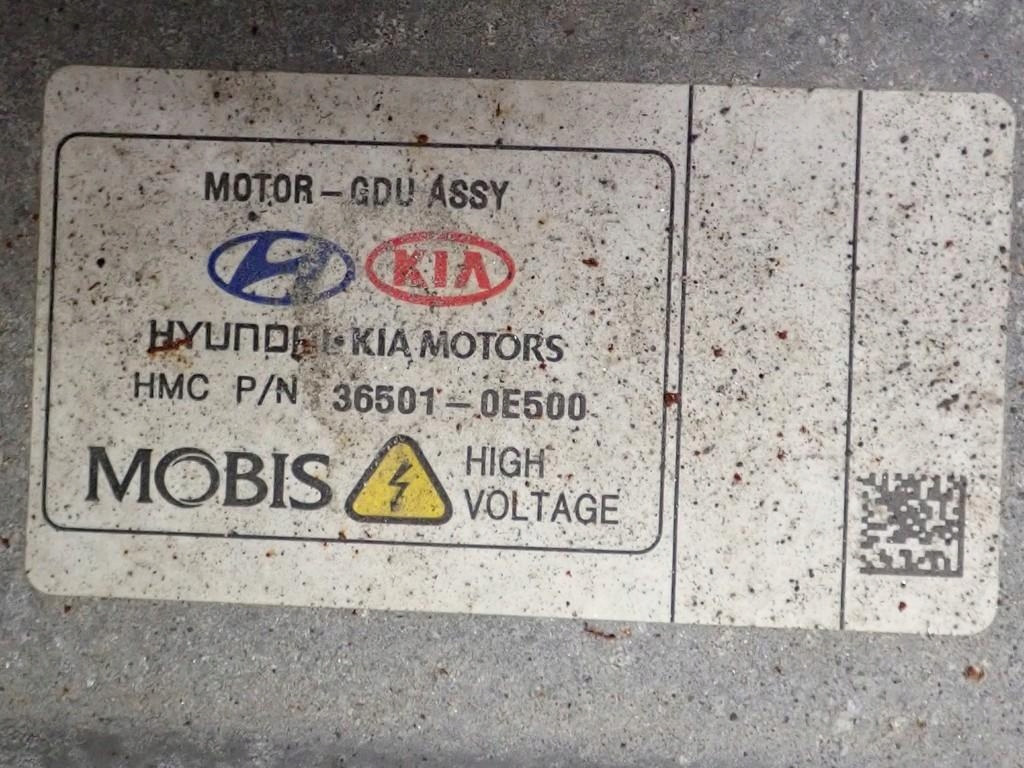 MOTOR - GDU ASSY
KIA
HYUNDAI · KIA MOTORS
HMC P/N 36501 - 0E500
MOBIS
HIGH
VOLTAGE